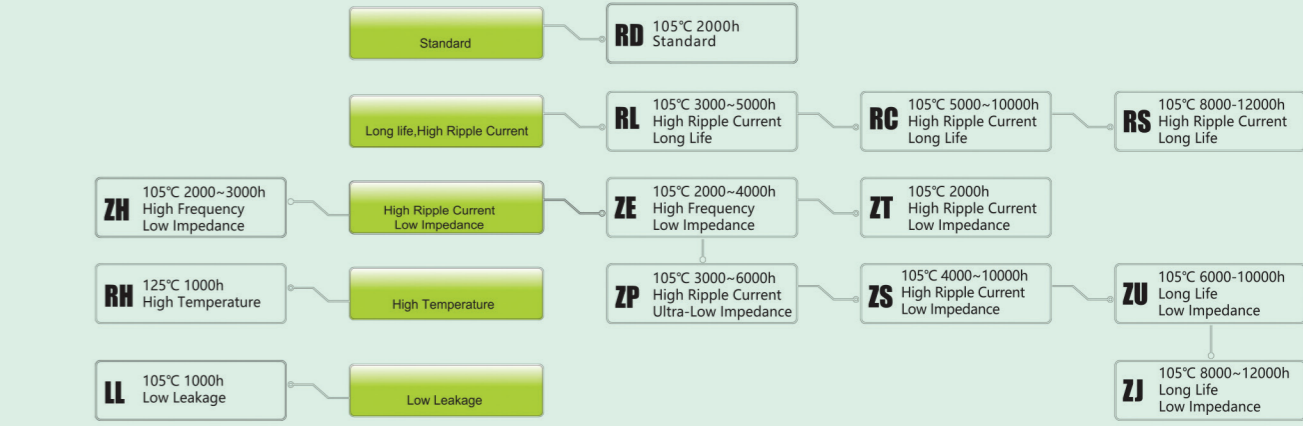 Standard
RD
105℃ 2000h
Standard
Long life,High Ripple Current
RL
105℃ 3000~5000h
High Ripple Current
Long Life
RC
105℃ 5000~10000h
High Ripple Current
Long Life
RS
105℃ 8000-12000h
High Ripple Current
Long Life
ZH
105℃ 2000~3000h
High Frequency
Low Impedance
High Ripple Current
Low Impedance
ZE
105℃ 2000~4000h
High Frequency
Low Impedance
ZT
105℃ 2000h
High Ripple Current
Low Impedance
RH
125℃ 1000h
High Temperature
High Temperature
ZP
105℃ 3000~6000h
High Ripple Current
Ultra-Low Impedance
ZS
105℃ 4000~10000h
High Ripple Current
Low Impedance
ZU
105℃ 6000-10000h
Long Life
Low Impedance
LL
105℃ 1000h
Low Leakage
Low Leakage
ZJ
105℃ 8000~12000h
Long Life
Low Impedance